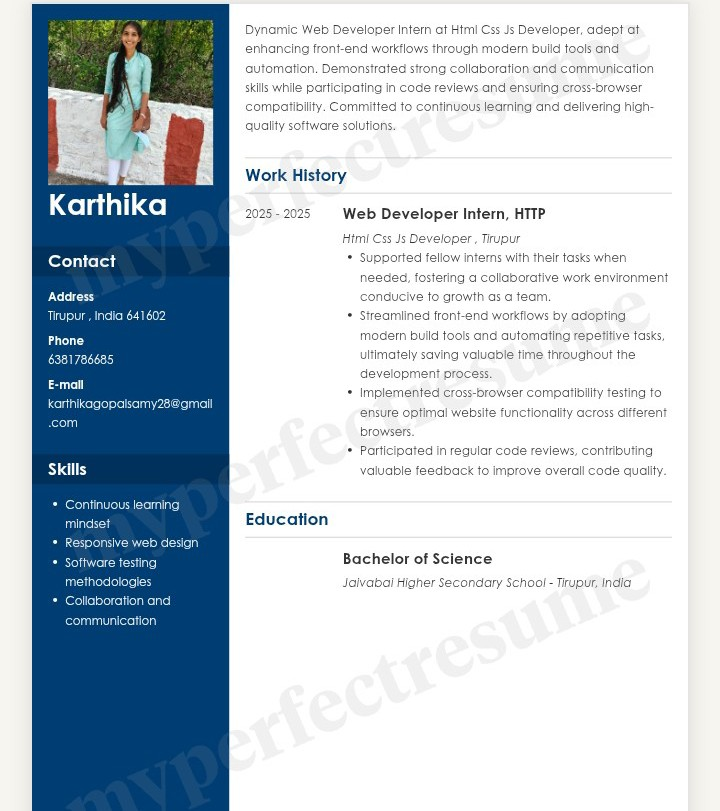 Karthika
Contact
Address
Tirupur , India 641602
Phone
6381786685
E-mail
karthikagopalsamy28@gmail
.com
Skills
• Continuous learning
mindset
• Responsive web design
• Software testing
methodologies
• Collaboration and
communication
Dynamic Web Developer Intern at Html Css Js Developer, adept at
enhancing front-end workflows through modern build tools and
automation. Demonstrated strong collaboration and communication
skills while participating in code reviews and ensuring cross-browser
compatibility. Committed to continuous learning and delivering high-
quality software solutions.
Work History
2025 - 2025 Web Developer Intern, HTTP
Html Css Js Developer , Tirupur
• Supported fellow interns with their tasks when
needed, fostering a collaborative work environment
conducive to growth as a team.
• Streamlined front-end workflows by adopting
modern build tools and automating repetitive tasks,
ultimately saving valuable time throughout the
development process.
• Implemented cross-browser compatibility testing to
ensure optimal website functionality across different
browsers.
• Participated in regular code reviews, contributing
valuable feedback to improve overall code quality.
Education
Bachelor of Science
Jaivabai Higher Secondary School - Tirupur, India
myperfectresume
myperfectresume
myperfectresume